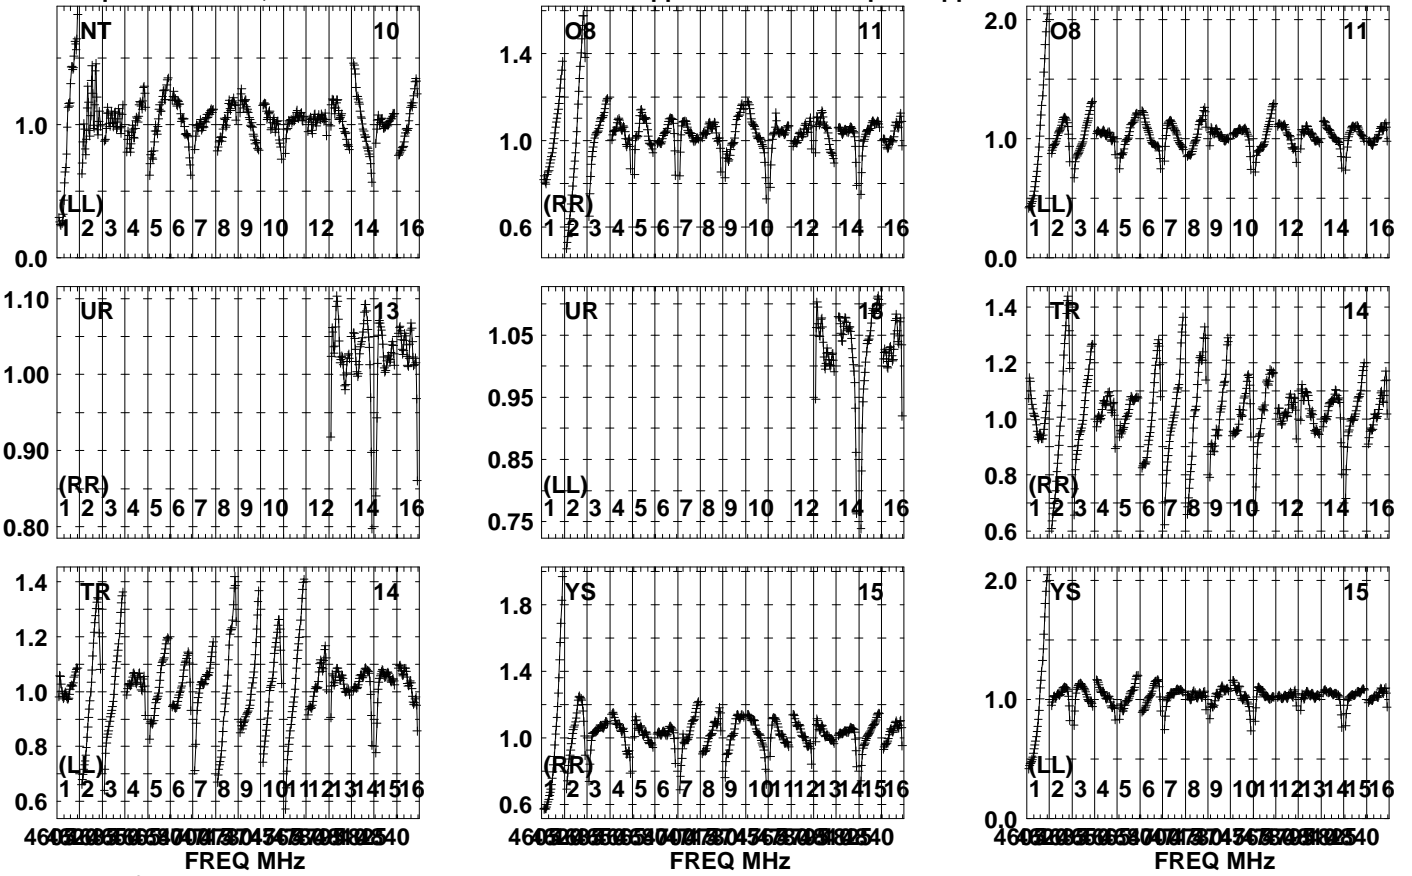 NT 10
1.0
(LL)
1 2 3 4 5 6 7 8 9 10 12 14 16
0.0
O8 11
1.4
1.0
(RR)
1 2 3 4 5 6 7 8 9 10 12 14 16
0.6
2.0
O8 11
1.0
(LL)
1 2 3 4 5 6 7 8 9 10 12 14 16
0.0
1.10
UR 13
1.00
0.90
(RR)
1 2 3 4 5 6 7 8 9 10 12 14 16
0.80
UR 13
1.05
0.95
0.85
(LL)
1 2 3 4 5 6 7 8 9 10 12 14 16
0.75
1.4
TR 14
1.2
1.0
0.8
(RR)
1 2 3 4 5 6 7 8 9 10 12 14 16
0.6
1.4
TR 14
1.2
1.0
0.8
(LL)
1 2 3 4 5 6 7 8 9 10 11 12 13 14 15 16
0.6
FREQ MHz
YS 15
1.8
1.4
1.0
(RR)
1 2 3 4 5 6 7 8 9 10 11 12 13 14 15 16
0.6
FREQ MHz
2.0
YS 15
1.0
(LL)
1 2 3 4 5 6 7 8 9 10 11 12 13 14 15 16
0.0
FREQ MHz